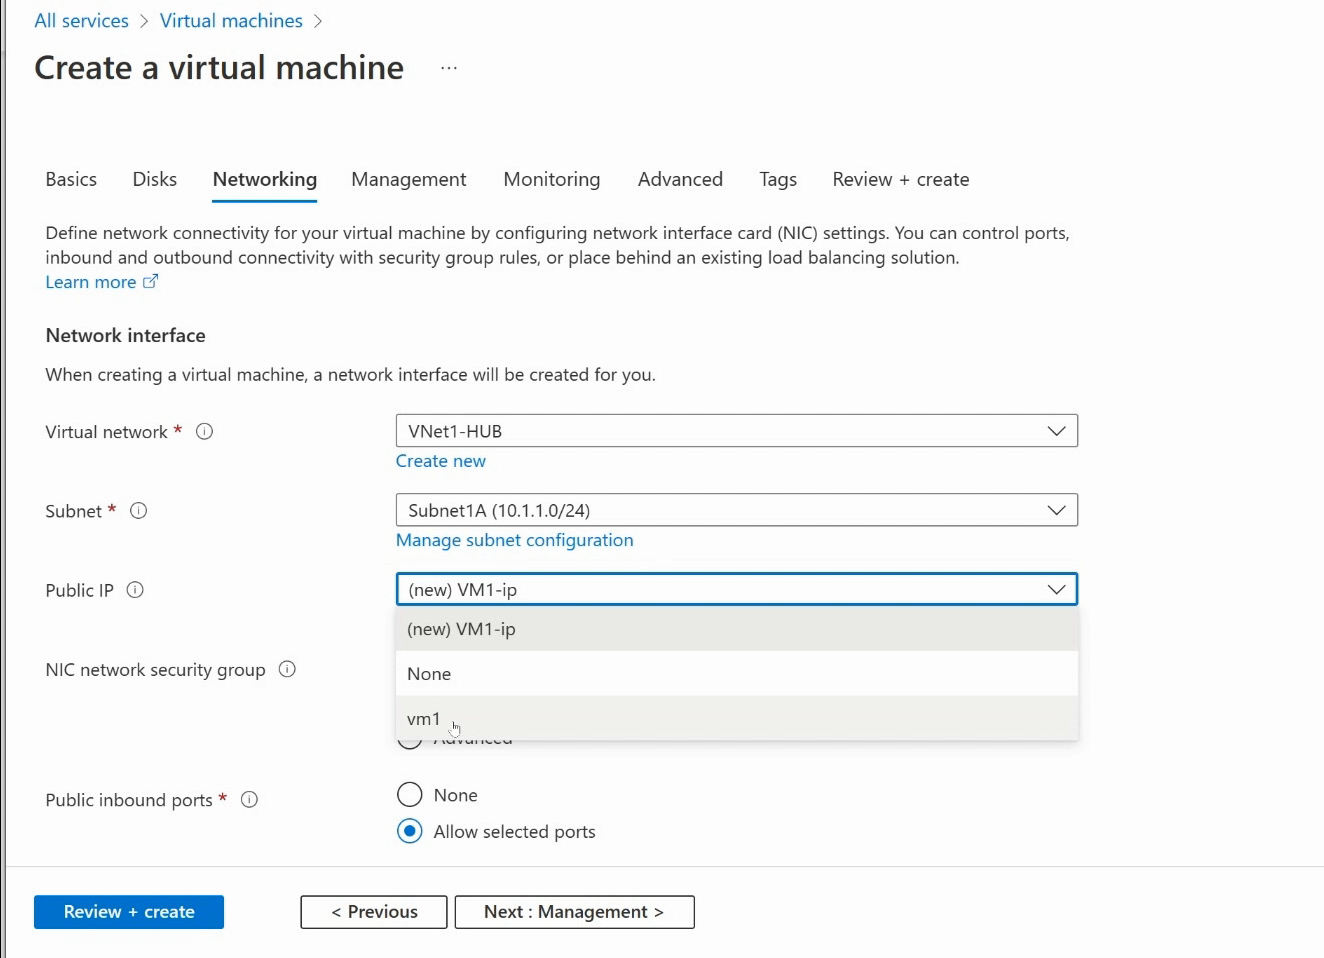 All services > Virtual machines >
Create a virtual machine ...
Basics Disks Networking Management Monitoring Advanced Tags Review + create
Define network connectivity for your virtual machine by configuring network interface card (NIC) settings. You can control ports,
inbound and outbound connectivity with security group rules, or place behind an existing load balancing solution.
Learn more
Network interface
When creating a virtual machine, a network interface will be created for you.
Virtual network * VNet1-HUB
Create new
Subnet * Subnet1A (10.1.1.0/24)
Manage subnet configuration
Public IP (new) VM1-ip
(new) VM1-ip
NIC network security group None
vm1
Advanced
Public inbound ports * None
Allow selected ports
Review + create < Previous Next : Management >